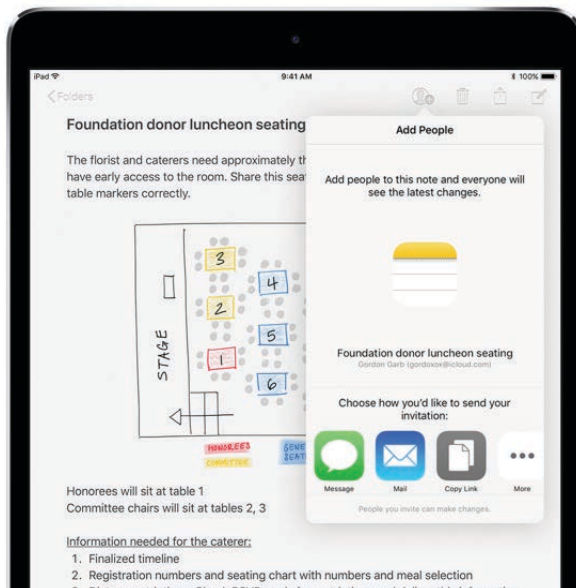 iPad
9:41 AM
100%
Folders
Foundation donor luncheon seating
The florist and caterers need approximately
have early access to the room. Share this
table markers correctly.
STAGE
3
2
1
4
5
6
HONOREES
COMMITTEE
Honorees will sit at table 1
Committee chairs will sit at tables 2, 3
Information needed for the caterer:
1. Finalized timeline
2. Registration numbers and seating chart with numbers and meal selection
Add People
Add people to this note and everyone will
see the latest changes.
Foundation donor luncheon seating
Gordon Garb (gordoxor@icloud.com)
Choose how you'd like to send your
invitation:
Message
Mail
Copy Link
More
People you invite can make changes.